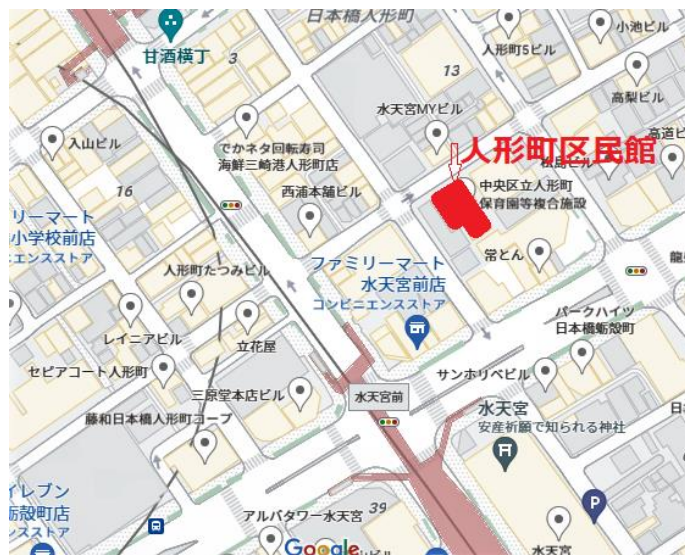 日本橋人形町
小池ビル
甘酒横丁
3
人形町5ビル
13
高梨ビル
水天宮MYビル
入山ビル
でかネタ回転寿司
海鮮三崎港人形町店
人形町区民館
高道ビル
松島ビル
16
西浦本舗ビル
中央区立人形町
保育園等複合施設
リーマート
小学校前店
ニエンスストア
人形町たつみビル
ファミリーマート
水天宮前店
コンビニエンスストア
常とん
パークハイツ
日本橋蛎殻町
レイニアビル
立花屋
セピアコート人形町
サンホリベビル
三原堂本店ビル
水天宮前
水天宮
安産祈願で知られる神社
藤和日本橋人形町コープ
イレブン
蛎殻町店
ンスストア
39
P
アルバタワー水天宮
水天宮
Google